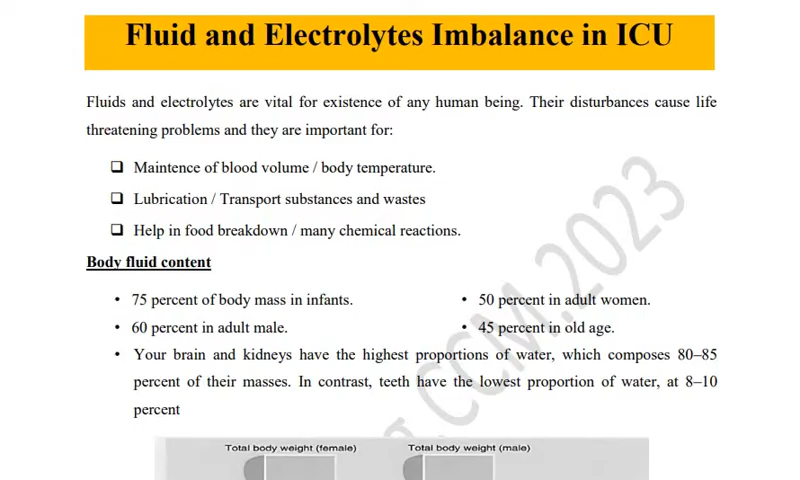 Fluid and Electrolytes Imbalance in ICU
Fluids and electrolytes are vital for existence of any human being. Their disturbances cause life
threatening problems and they are important for:
❑ Maintence of blood volume / body temperature.
❑ Lubrication / Transport substances and wastes
❑ Help in food breakdown / many chemical reactions.
Body fluid content
• 75 percent of body mass in infants.
• 50 percent in adult women.
• 60 percent in adult male.
• 45 percent in old age.
• Your brain and kidneys have the highest proportions of water, which composes 80–85
percent of their masses. In contrast, teeth have the lowest proportion of water, at 8–10
percent
CCM.2023
Total body weight (female)
Total body weight (male)